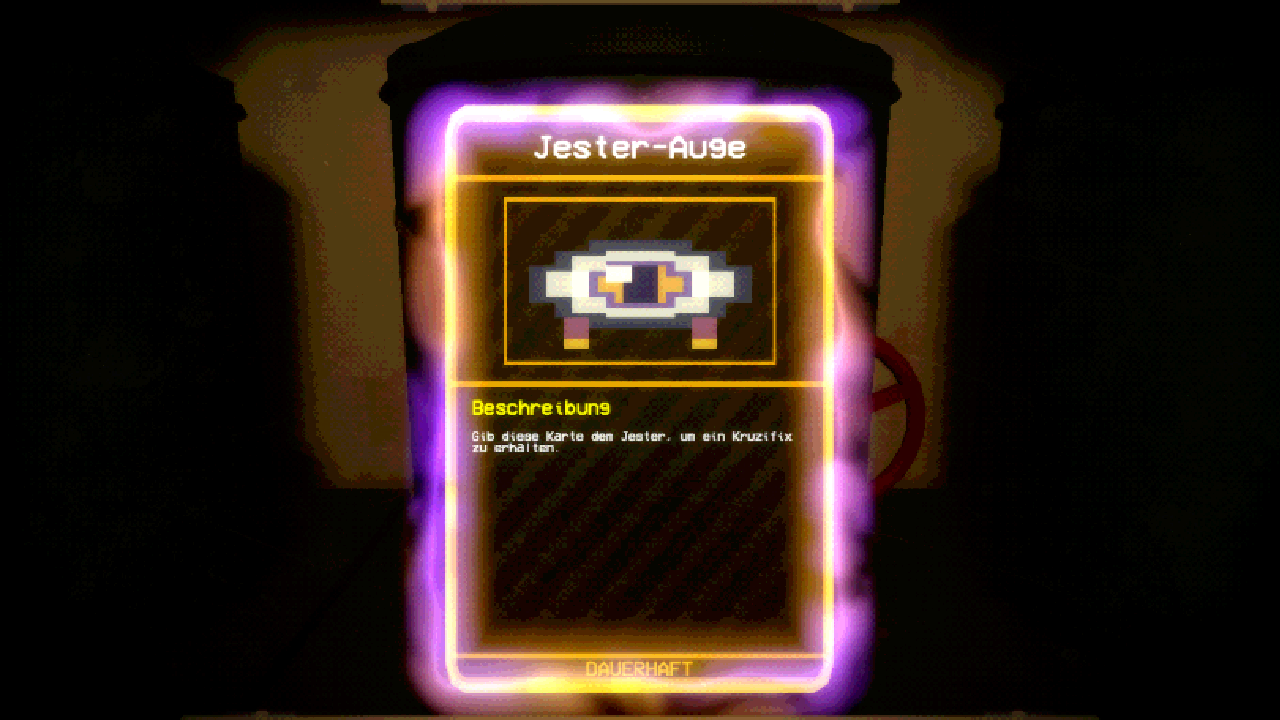 Jester-Auge
Beschreibung
Gib diese Karte dem Jester, um ein Kruzifix
zu erhalten.
DAUERHAFT